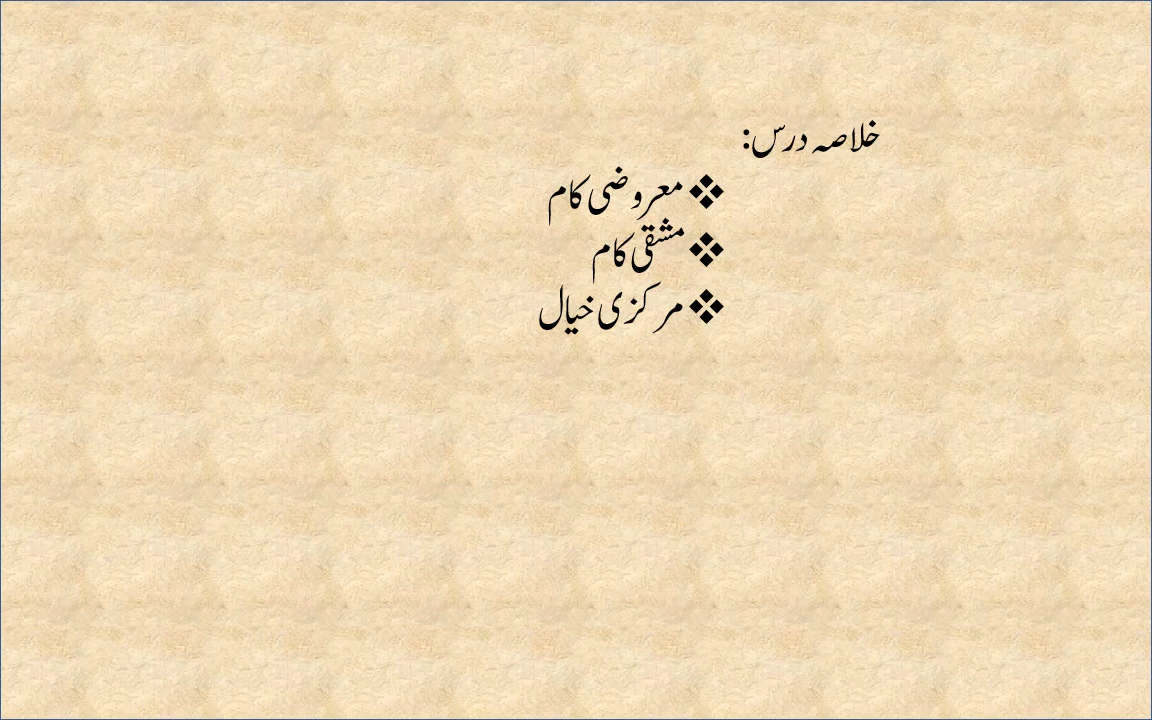 خلاصہ درس:
❖ معروضی کام
❖ مشقی کام
❖ مرکزی خیال